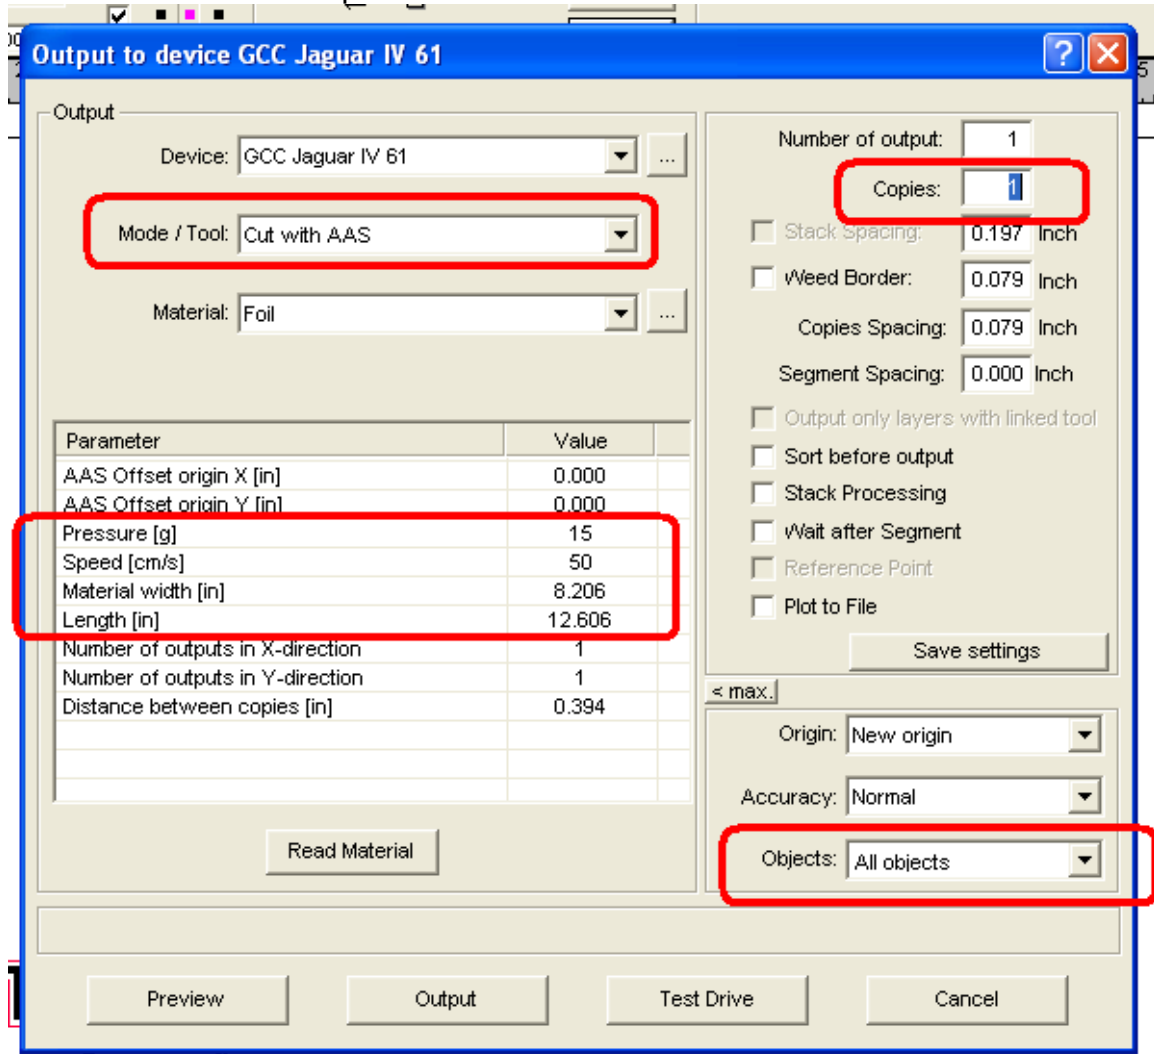 Output to device GCC Jaguar IV 61
Output
Device: GCC Jaguar IV 61 ...
Mode / Tool: Cut with AAS
Material: Foil ...
Parameter Value
AAS Offset origin X [in] 0.000
AAS Offset origin Y [in] 0.000
Pressure [g] 15
Speed [cm/s] 50
Material width [in] 8.206
Length [in] 12.606
Number of outputs in X-direction 1
Number of outputs in Y-direction 1
Distance between copies [in] 0.394
Read Material
Number of output: 1
Copies: 1
Stack Spacing: 0.197 Inch
Weed Border: 0.079 Inch
Copies Spacing: 0.079 Inch
Segment Spacing: 0.000 Inch
Output only layers with linked tool
Sort before output
Stack Processing
Wait after Segment
Reference Point
Plot to File
Save settings
< max.
Origin: New origin
Accuracy: Normal
Objects: All objects
Preview Output Test Drive Cancel